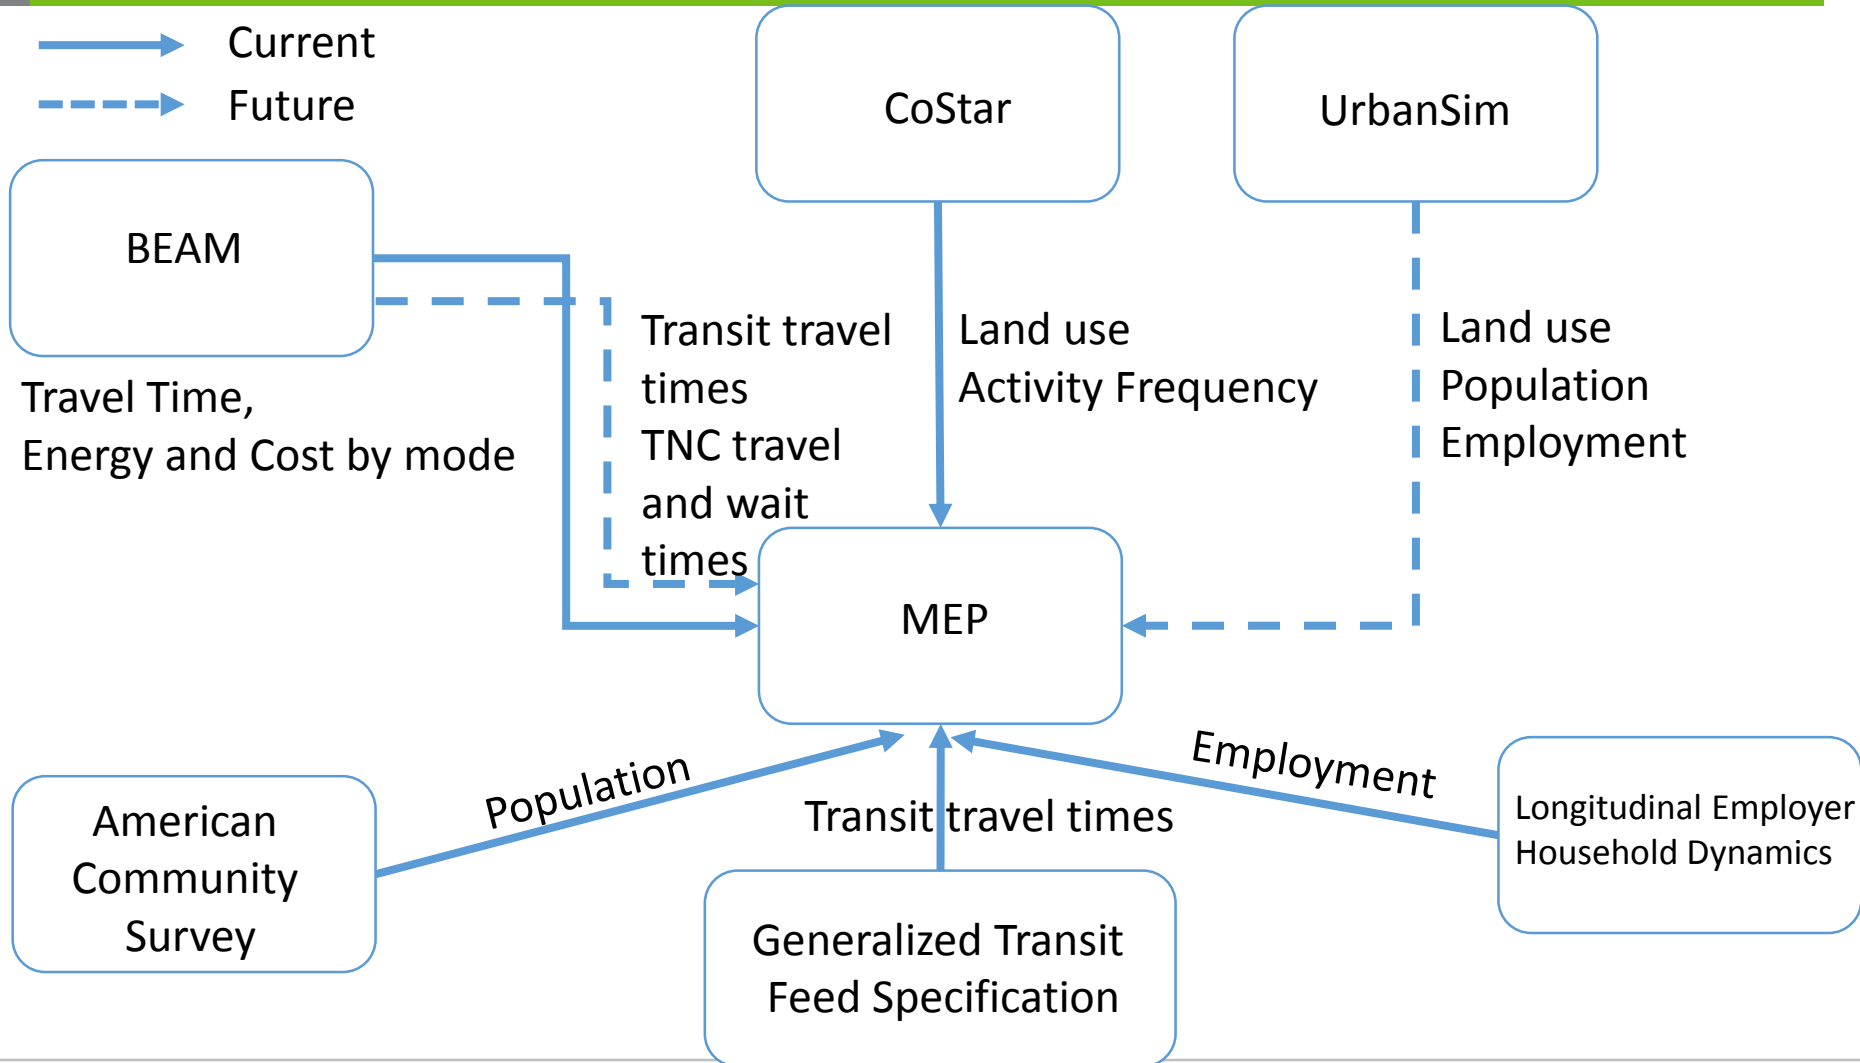 Current
Future
CoStar
UrbanSim
BEAM
Travel Time,
Energy and Cost by mode
Transit travel
times
TNC travel
and wait
times
Land use
Activity Frequency
Land use
Population
Employment
MEP
Population
Transit travel times
Employment
American
Community
Survey
Generalized Transit
Feed Specification
Longitudinal Employer
Household Dynamics